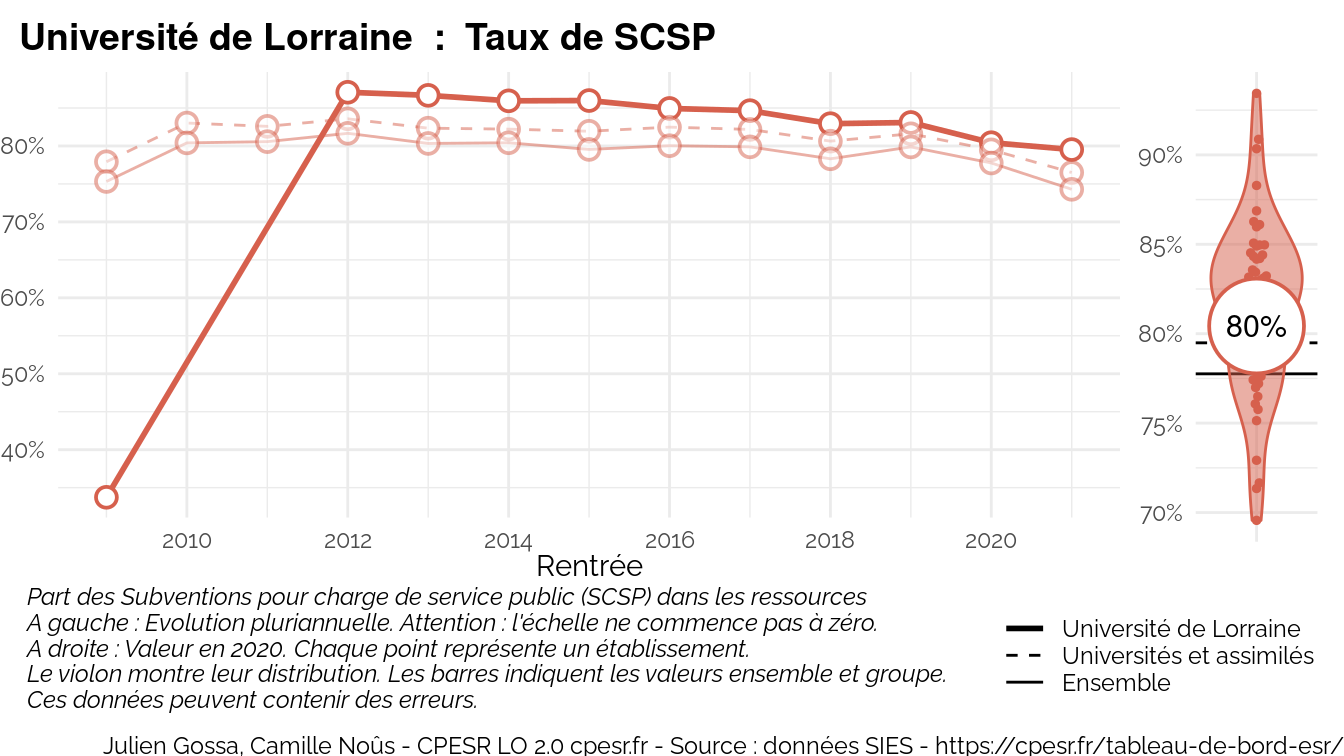 Université de Lorraine : Taux de SCSP
80%
70%
60%
50%
40%
2010 2012 2014 2016 2018 2020
Rentrée
90%
85%
80%
75%
70%
80%
Part des Subventions pour charge de service public (SCSP) dans les ressources
A gauche : Evolution pluriannuelle. Attention : l'échelle ne commence pas à zéro.
A droite : Valeur en 2020. Chaque point représente un établissement.
Le violon montre leur distribution. Les barres indiquent les valeurs ensemble et groupe.
Ces données peuvent contenir des erreurs.
Université de Lorraine
Universités et assimilés
Ensemble
Julien Gossa, Camille Noûs - CPESR LO 2.0 cpesr.fr - Source : données SIES - https://cpesr.fr/tableau-de-bord-esr/